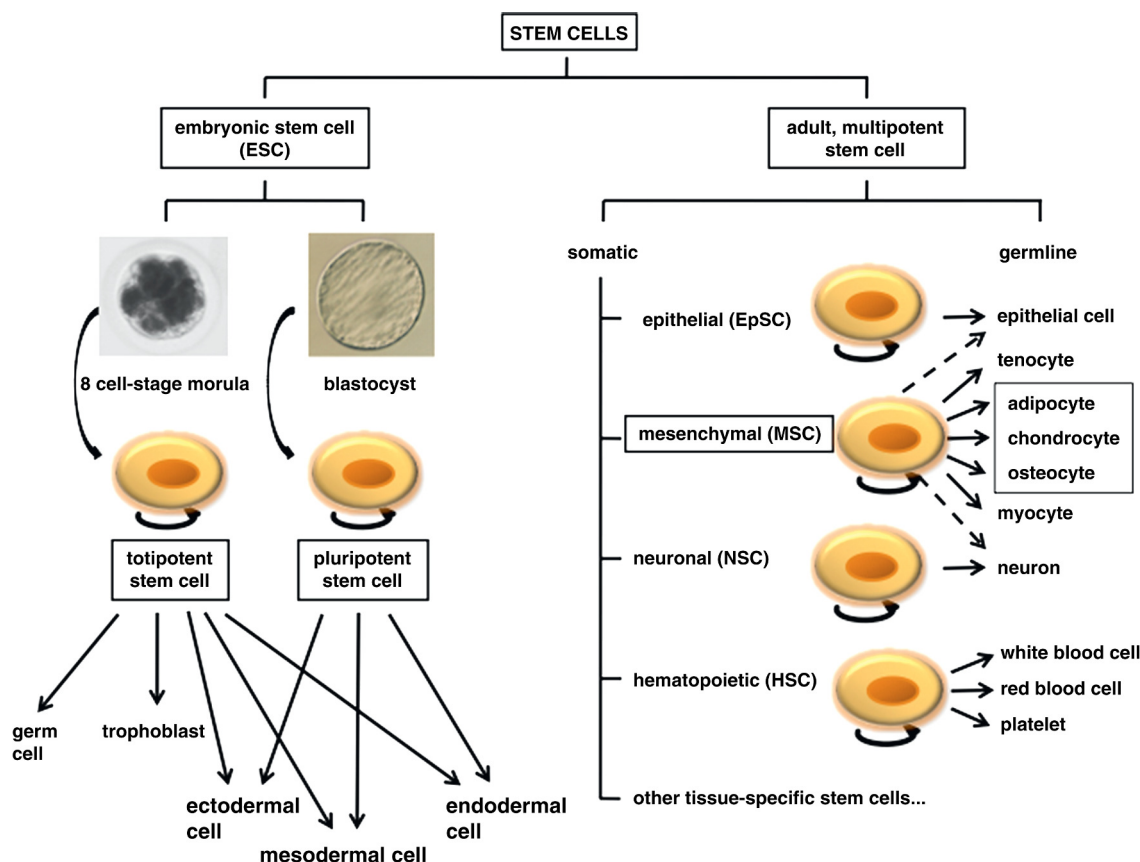 STEM CELLS
embryonic stem cell
(ESC)
adult, multipotent
stem cell
somatic
germline
8 cell-stage morula
blastocyst
totipotent
stem cell
pluripotent
stem cell
germ
cell
trophoblast
ectodermal
cell
mesodermal cell
endodermal
cell
epithelial (EpSC)
epithelial cell
tenocyte
mesenchymal (MSC)
adipocyte
chondrocyte
osteocyte
myocyte
neuronal (NSC)
neuron
hematopoietic (HSC)
white blood cell
red blood cell
platelet
other tissue-specific stem cells...